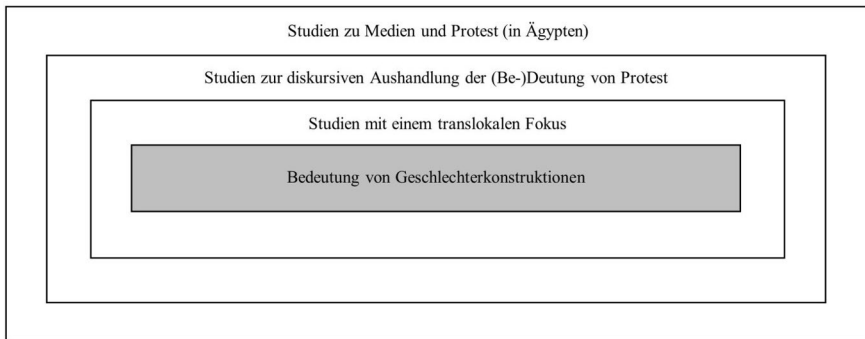 Studien zu Medien und Protest (in Ägypten)
Studien zur diskursiven Aushandlung der (Be-)Deutung von Protest
Studien mit einem translokalen Fokus
Bedeutung von Geschlechterkonstruktionen